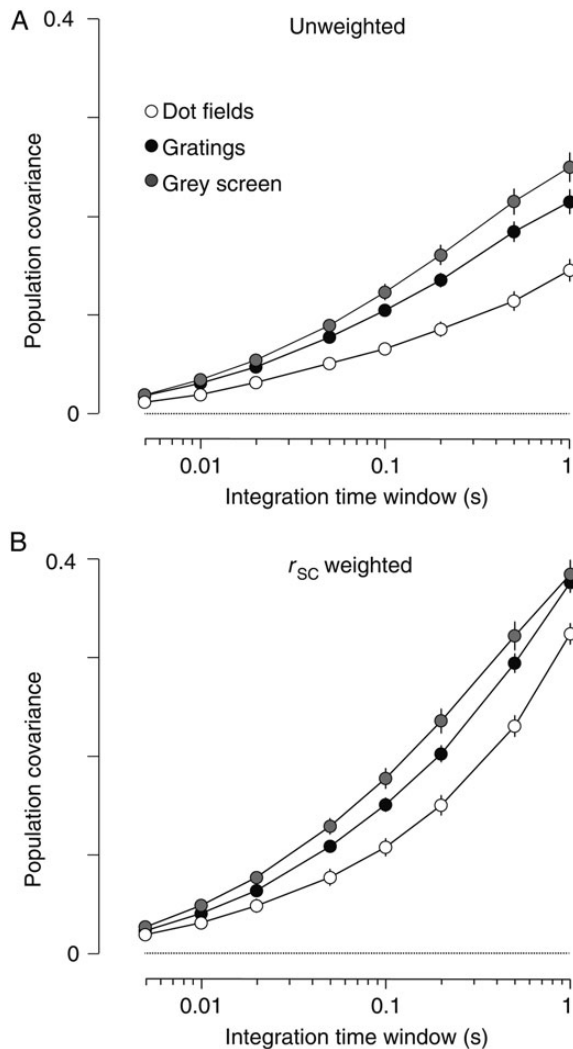 A
Unweighted
0.4
Dot fields
Gratings
Grey screen
Population covariance
0
0.01 0.1 1
Integration time window (s)
B
rSC weighted
0.4
Population covariance
0
0.01 0.1 1
Integration time window (s)